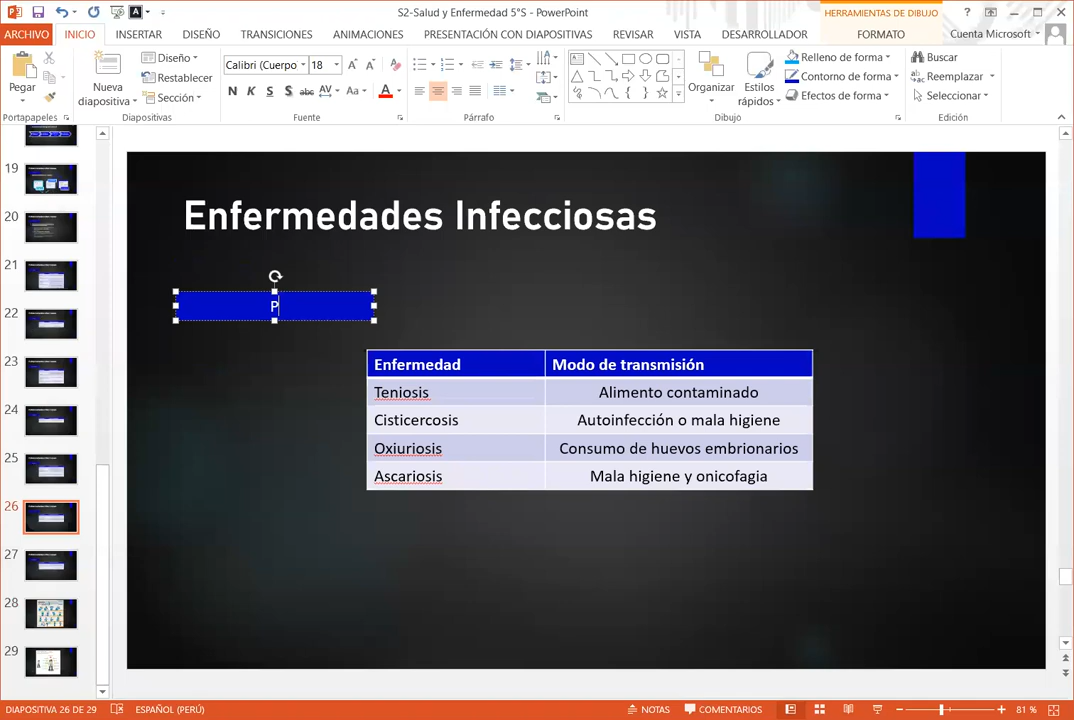 S2-Salud y Enfermedad 5°S - PowerPoint
HERRAMIENTAS DE DIBUJO
ARCHIVO INICIO INSERTAR DISEÑO TRANSICIONES ANIMACIONES PRESENTACIÓN CON DIAPOSITIVAS REVISAR VISTA DESARROLLADOR FORMATO Cuenta Microsoft
Pegar
Nueva diapositiva
Diseño
Restablecer
Sección
Calibri (Cuerpo 18
N K S S abc AV Aa A
Organizar
Estilos rápidos
Relleno de forma
Contorno de forma
Efectos de forma
Buscar
Reemplazar
Seleccionar
Portapapeles Diapositivas Fuente Párrafo Dibujo Edición
19
20
21
22
23
24
25
26
27
28
29
Enfermedades Infecciosas
P
Enfermedad Modo de transmisión
Teniosis Alimento contaminado
Cisticercosis Autoinfección o mala higiene
Oxiuriosis Consumo de huevos embrionarios
Ascariosis Mala higiene y onicofagia
DIAPOSITIVA 26 DE 29 ESPAÑOL (PERÚ) NOTAS COMENTARIOS 81 %